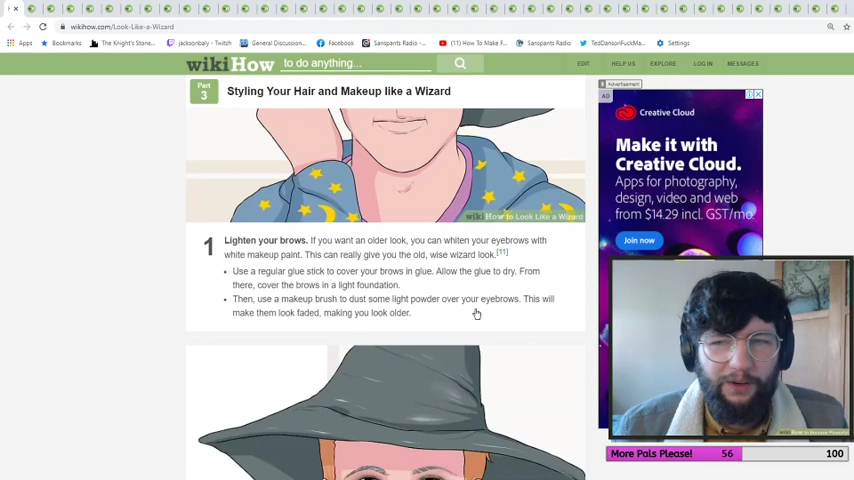 wikihow.com/Look-Like-a-Wizard
Apps
Bookmarks
The Knight's Stone...
jacksonbaly - Twitch
General Discussion...
Facebook
Sanspants Radio -...
(11) How To Make F...
Sanspants Radio
TedDansonFuckMa...
Settings
wikiHow to do anything...
EDIT
HELP US
EXPLORE
LOG IN
MESSAGES
Part
3
Styling Your Hair and Makeup like a Wizard
wikiHow to Look Like a Wizard
1
Lighten your brows. If you want an older look, you can whiten your eyebrows with
white makeup paint. This can really give you the old, wise wizard look.[11]
Use a regular glue stick to cover your brows in glue. Allow the glue to dry. From
there, cover the brows in a light foundation.
Then, use a makeup brush to dust some light powder over your eyebrows. This will
make them look faded, making you look older.
Advertisement
AD
Creative Cloud
Make it with
Creative Cloud.
Apps for photography,
design, video and web
from $14.29 incl. GST/mo.
Join now
How to Become Powerful
More Pals Please! 56 100